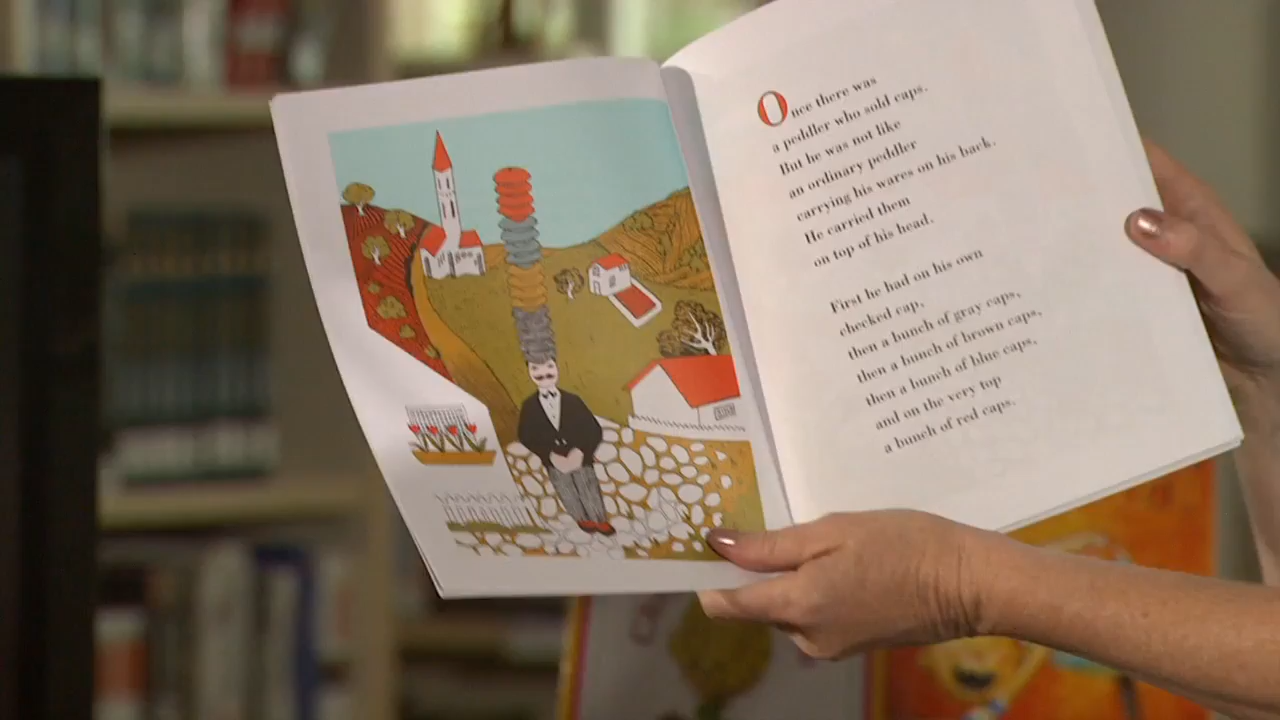 Once there was
a peddler who sold caps.
But he was not like
an ordinary peddler
carrying his wares on his back.
He carried them
on top of his head.
First he had on his own
checked cap,
then a bunch of gray caps,
then a bunch of brown caps,
then a bunch of blue caps,
and on the very top
a bunch of red caps.